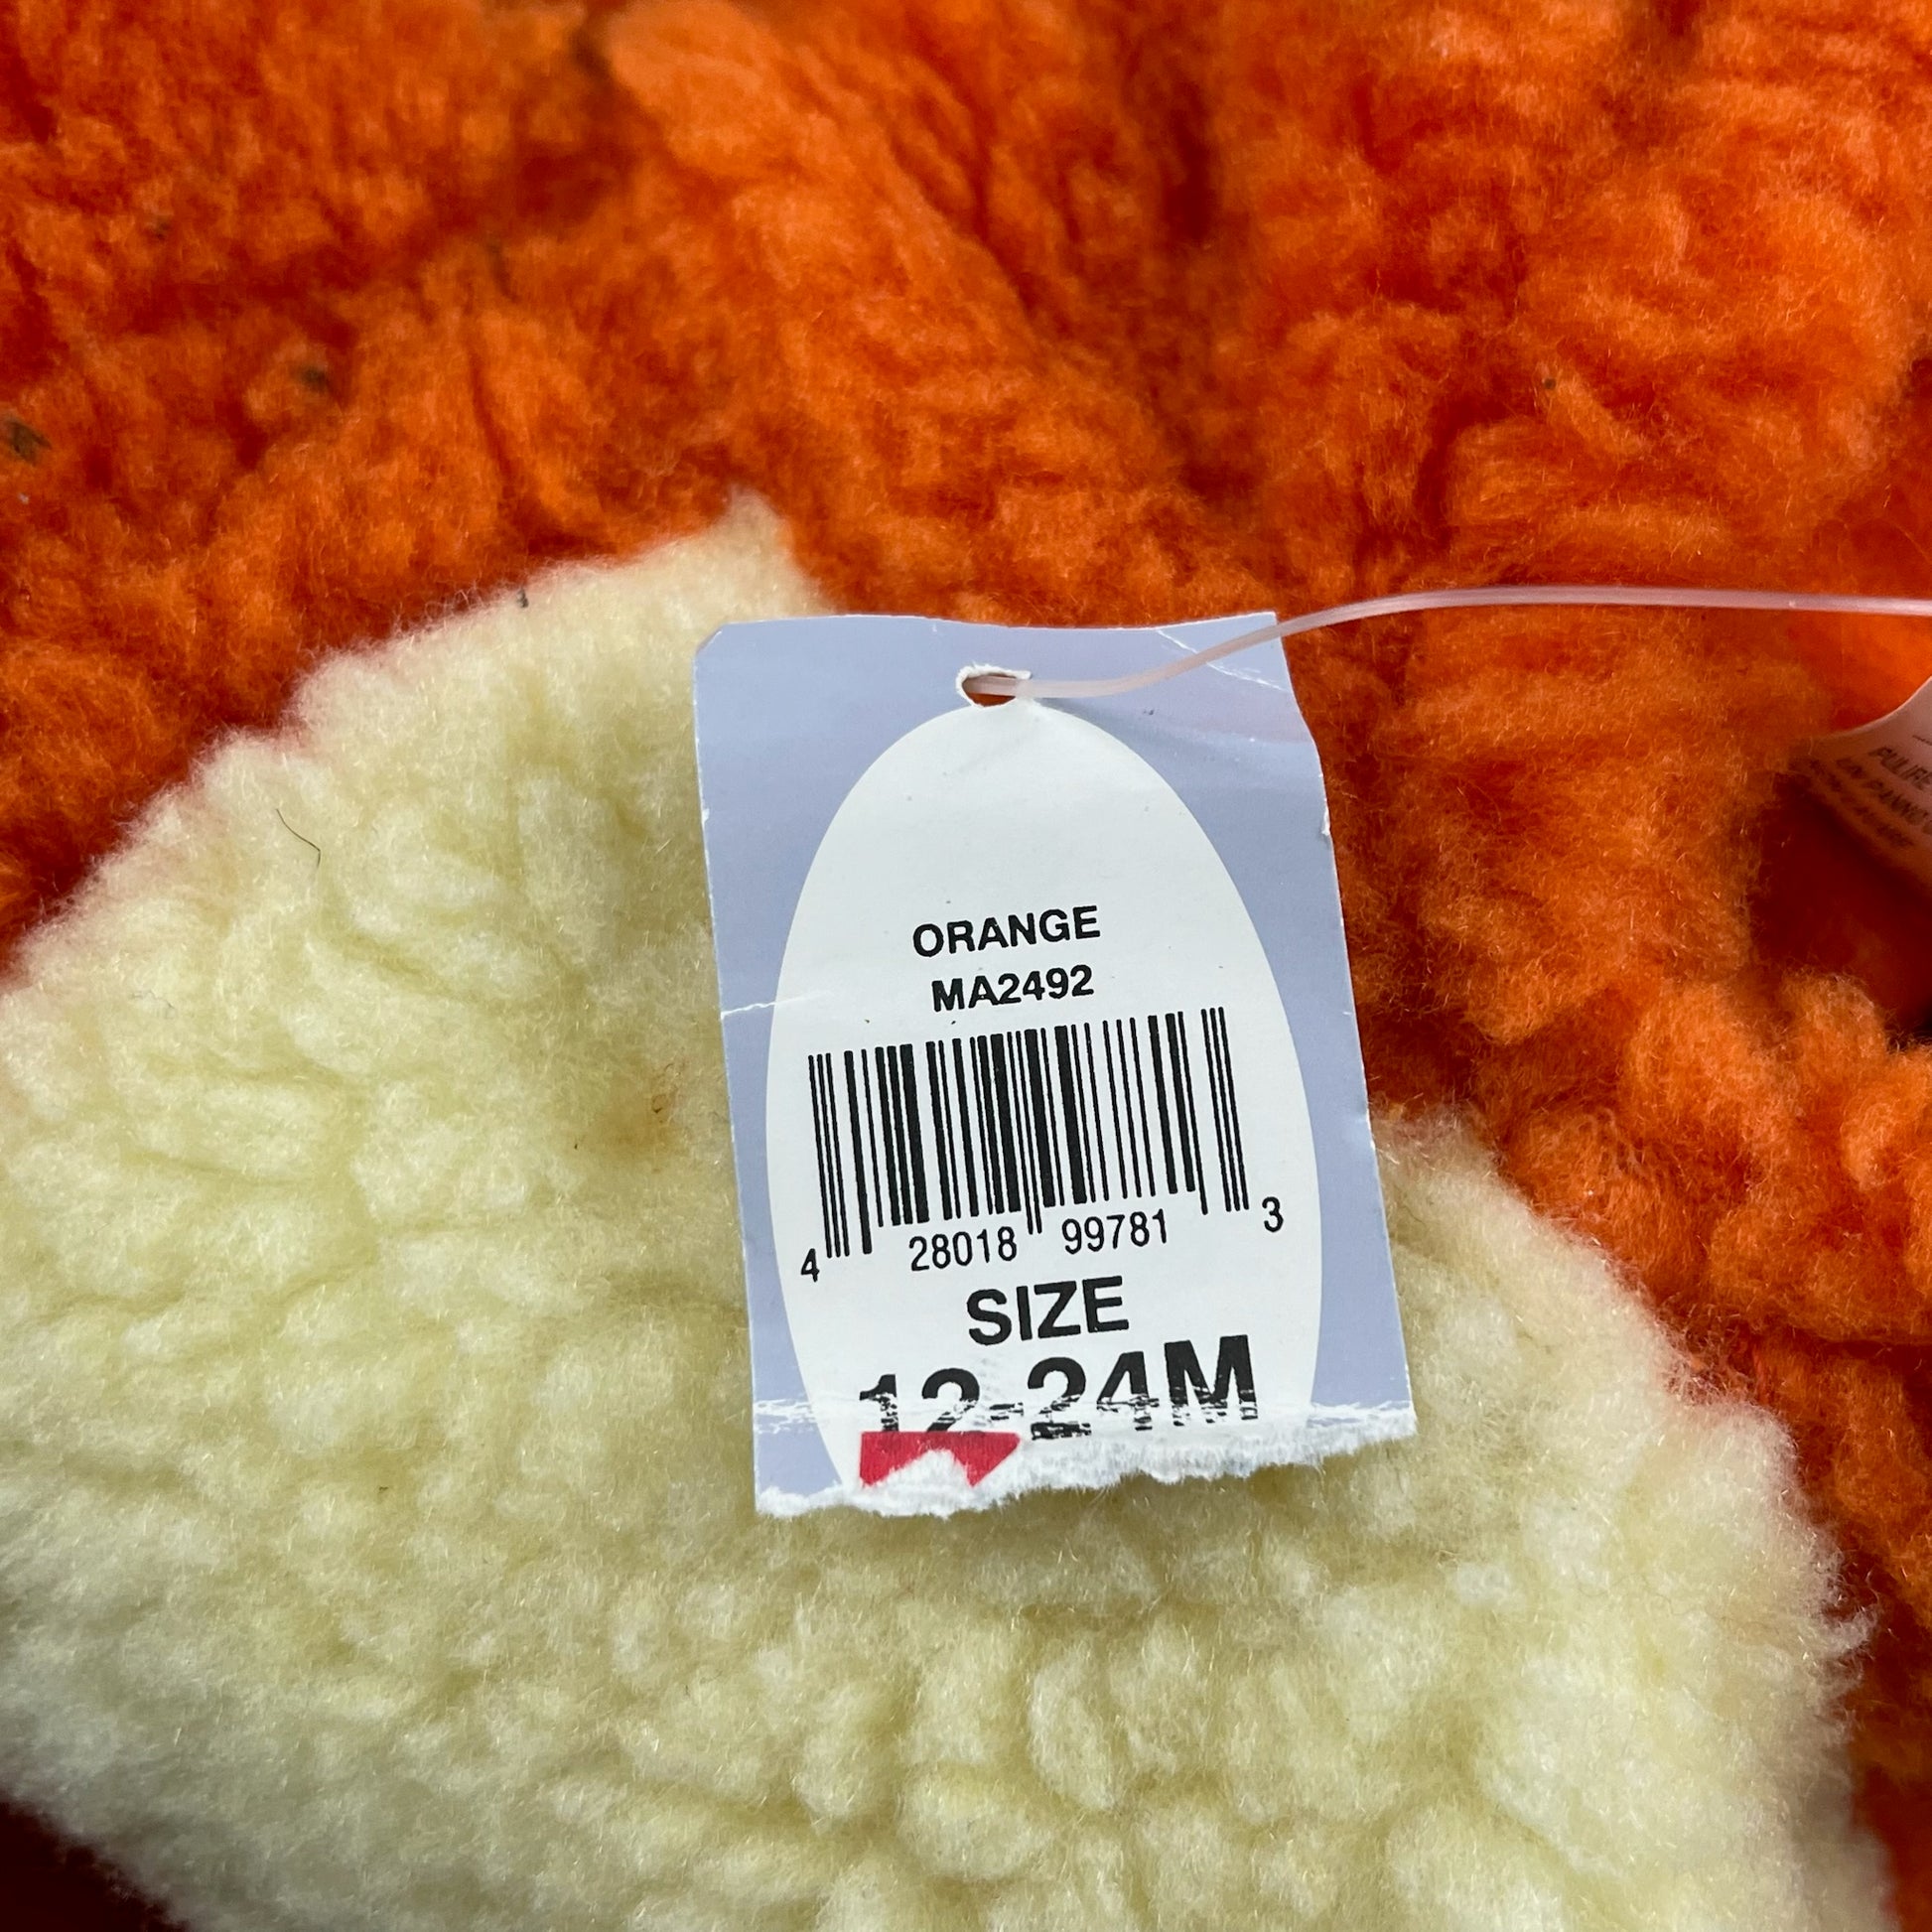 ORANGE
MA2492
4 28018 99781 3
SIZE
12-24M